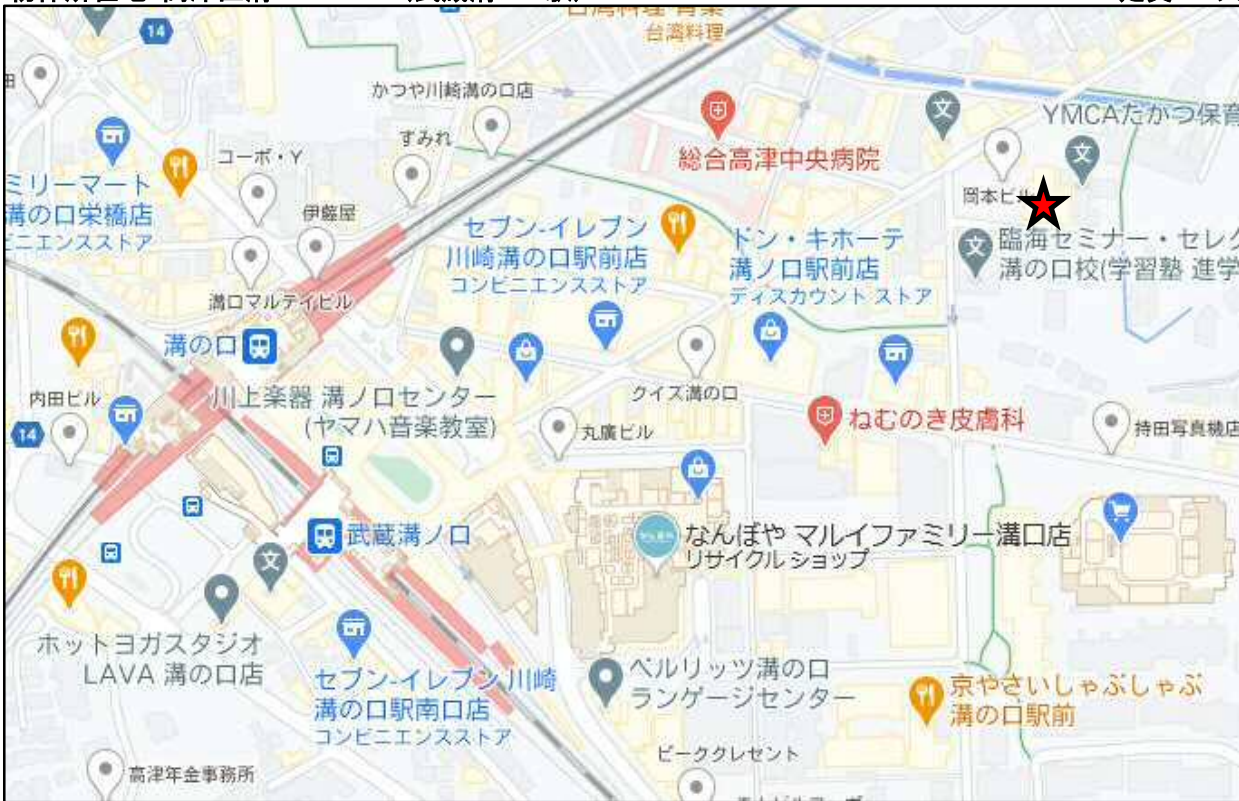 14
台湾料理
かつや川崎溝の口店
すみれ
コーポ・Y
ミリーマート
溝の口栄橋店
ビニエンスストア
伊藤屋
総合高津中央病院
YMCAたかつ保育
岡本ビル
臨海セミナー・セレク
溝の口校(学習塾 進学
セブン-イレブン
川崎溝の口駅前店
コンビニエンスストア
ドン・キホーテ
溝ノ口駅前店
ディスカウント ストア
溝口マルティビル
溝の口
川上楽器 溝ノ口センター
(ヤマハ音楽教室)
クイズ溝の口
内田ビル
14
丸廣ビル
ねむのき皮膚科
持田写真機店
武蔵溝ノ口
なんぼや マルイファミリー溝口店
リサイクル ショップ
ホットヨガスタジオ
LAVA 溝の口店
セブン-イレブン 川崎
溝の口駅南口店
コンビニエンスストア
ベルリッツ溝の口
ランゲージセンター
京やさいしゃぶしゃぶ
溝の口駅前
ピーククレセント
高津年金事務所